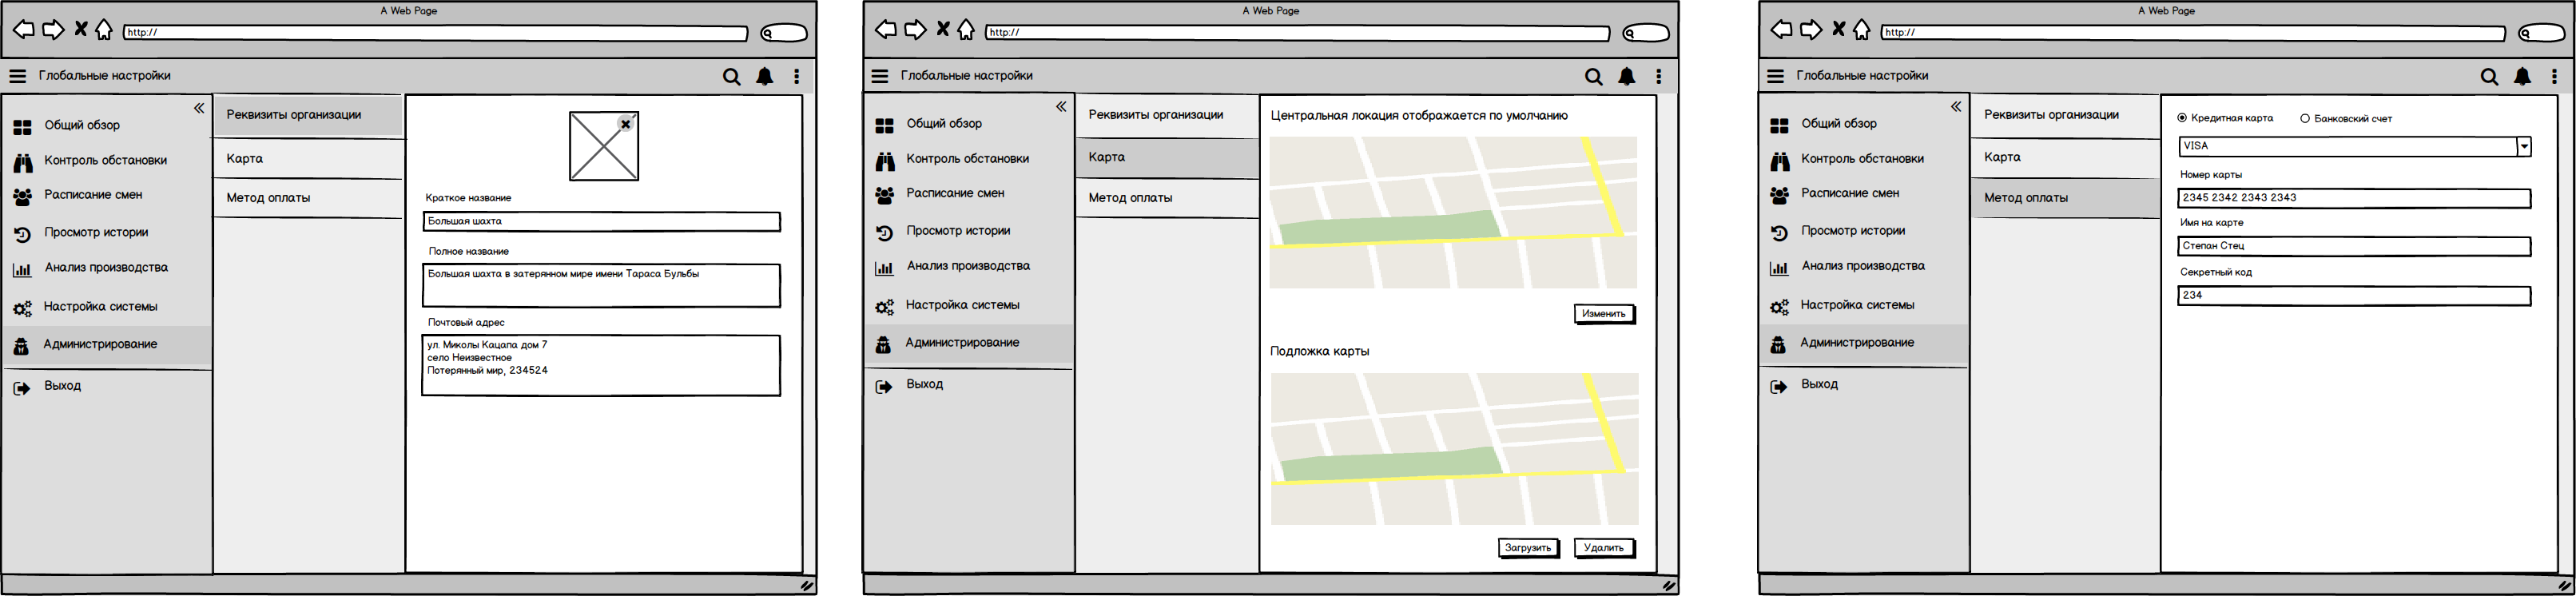 A Web Page
http://
Глобальные настройки
Общий обзор
Контроль обстановки
Расписание смен
Просмотр истории
Анализ производства
Настройка системы
Администрирование
Выход
Реквизиты организации
Карта
Метод оплаты
Краткое название
Большая шахта
Полное название
Большая шахта в затерянном мире имени Тараса Бульбы
Почтовый адрес
ул. Миколы Кацапа дом 7
село Неизвестное
Потерянный мир, 234524
A Web Page
http://
Глобальные настройки
Общий обзор
Контроль обстановки
Расписание смен
Просмотр истории
Анализ производства
Настройка системы
Администрирование
Выход
Реквизиты организации
Карта
Метод оплаты
Центральная локация отображается по умолчанию
Изменить
Подложка карты
Загрузить
Удалить
A Web Page
http://
Глобальные настройки
Общий обзор
Контроль обстановки
Расписание смен
Просмотр истории
Анализ производства
Настройка системы
Администрирование
Выход
Реквизиты организации
Карта
Метод оплаты
Кредитная карта
Банковский счет
VISA
Номер карты
2345 2342 2343 2343
Имя на карте
Степан Стец
Секретный код
234